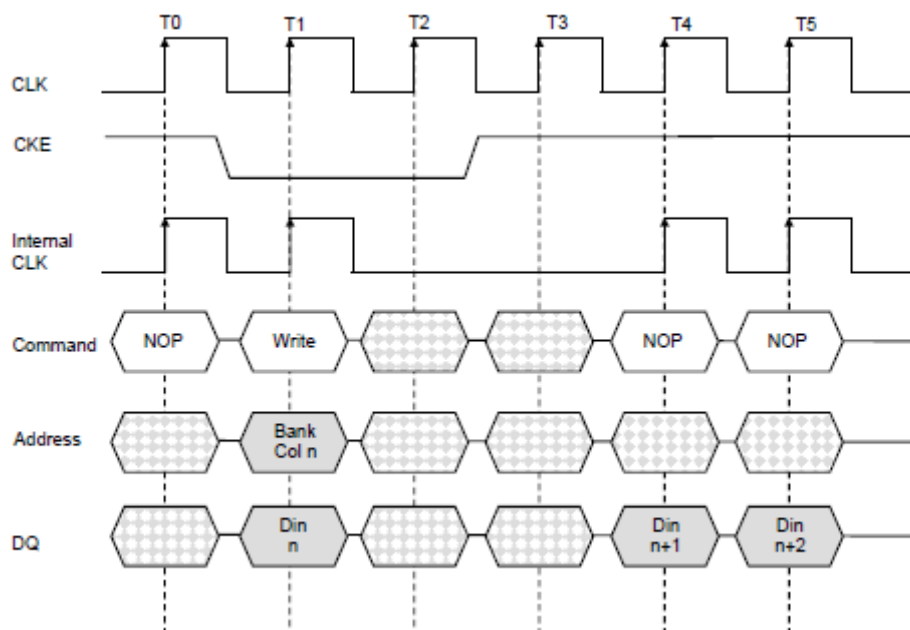 T0 T1 T2 T3 T4 T5
CLK
CKE
Internal
CLK
Command NOP Write NOP NOP
Address Bank
Col n
DQ Din
n Din
n+1 Din
n+2